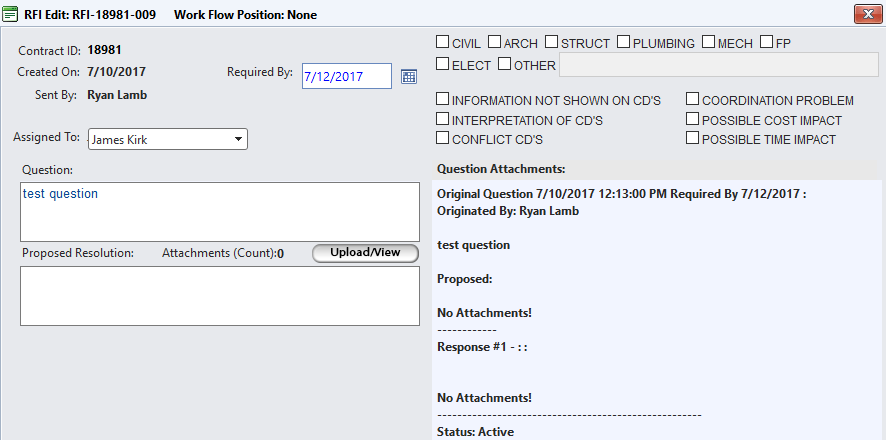 RFI Edit: RFI-18981-009 Work Flow Position: None
Contract ID: 18981
Created On: 7/10/2017
Required By: 7/12/2017
Sent By: Ryan Lamb
Assigned To: James Kirk
Question:
test question
Proposed Resolution: Attachments (Count):0 Upload/View
CIVIL ARCH STRUCT PLUMBING MECH FP
ELECT OTHER
INFORMATION NOT SHOWN ON CD'S COORDINATION PROBLEM
INTERPRETATION OF CD'S POSSIBLE COST IMPACT
CONFLICT CD'S POSSIBLE TIME IMPACT
Question Attachments:
Original Question 7/10/2017 12:13:00 PM Required By 7/12/2017 :
Originated By: Ryan Lamb
test question
Proposed:
No Attachments!
------------
Response #1 - : :
No Attachments!
------------------------------------------------------
Status: Active